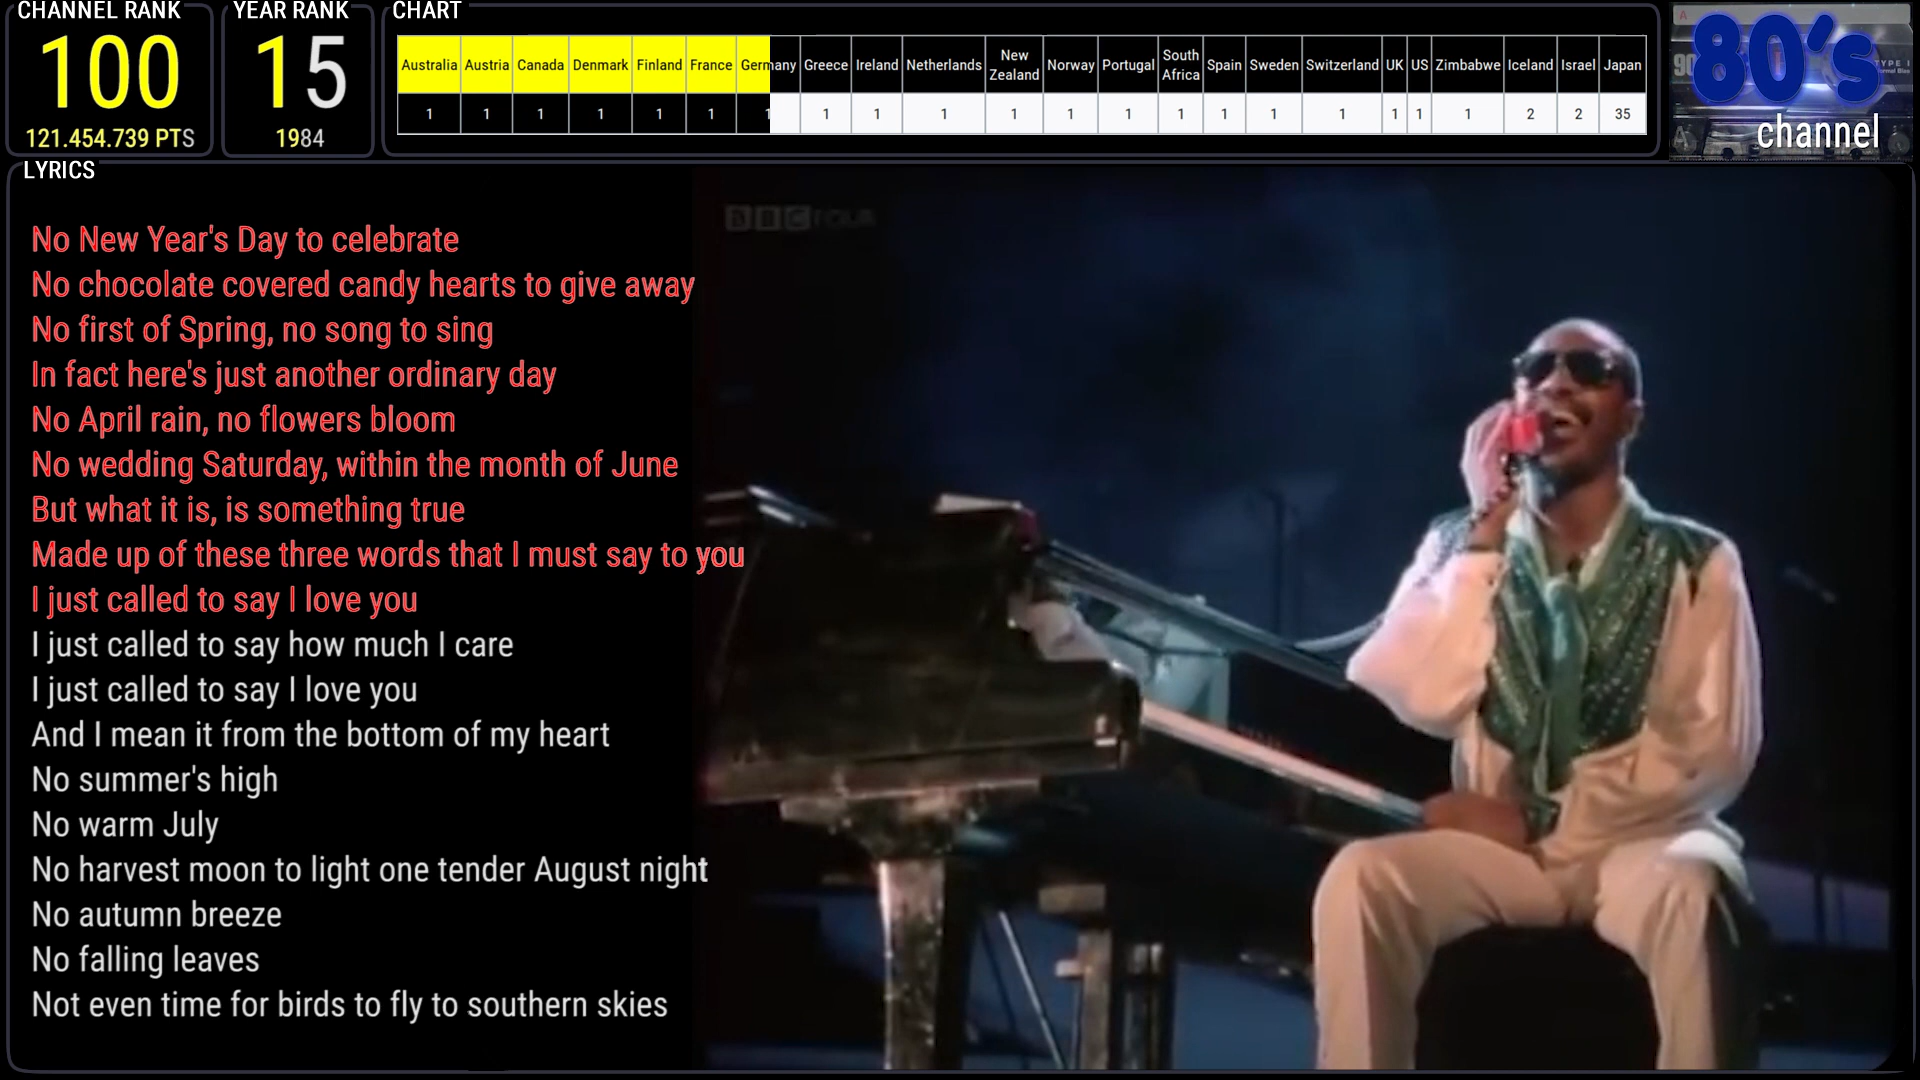 CHANNEL RANK
100
121.454.739 PTS
YEAR RANK
15
1984
CHART
Australia Austria Canada Denmark Finland France Germany Greece Ireland Netherlands New Zealand Norway Portugal South Africa Spain Sweden Switzerland UK US Zimbabwe Iceland Israel Japan
1 1 1 1 1 1 1 1 1 1 1 1 1 1 1 1 1 1 1 1 2 2 35
80's
channel
A
90
TYPE I
A
LYRICS
BBC FOUR
No New Year's Day to celebrate
No chocolate covered candy hearts to give away
No first of Spring, no song to sing
In fact here's just another ordinary day
No April rain, no flowers bloom
No wedding Saturday, within the month of June
But what it is, is something true
Made up of these three words that I must say to you
I just called to say I love you
I just called to say how much I care
I just called to say I love you
And I mean it from the bottom of my heart
No summer's high
No warm July
No harvest moon to light one tender August night
No autumn breeze
No falling leaves
Not even time for birds to fly to southern skies